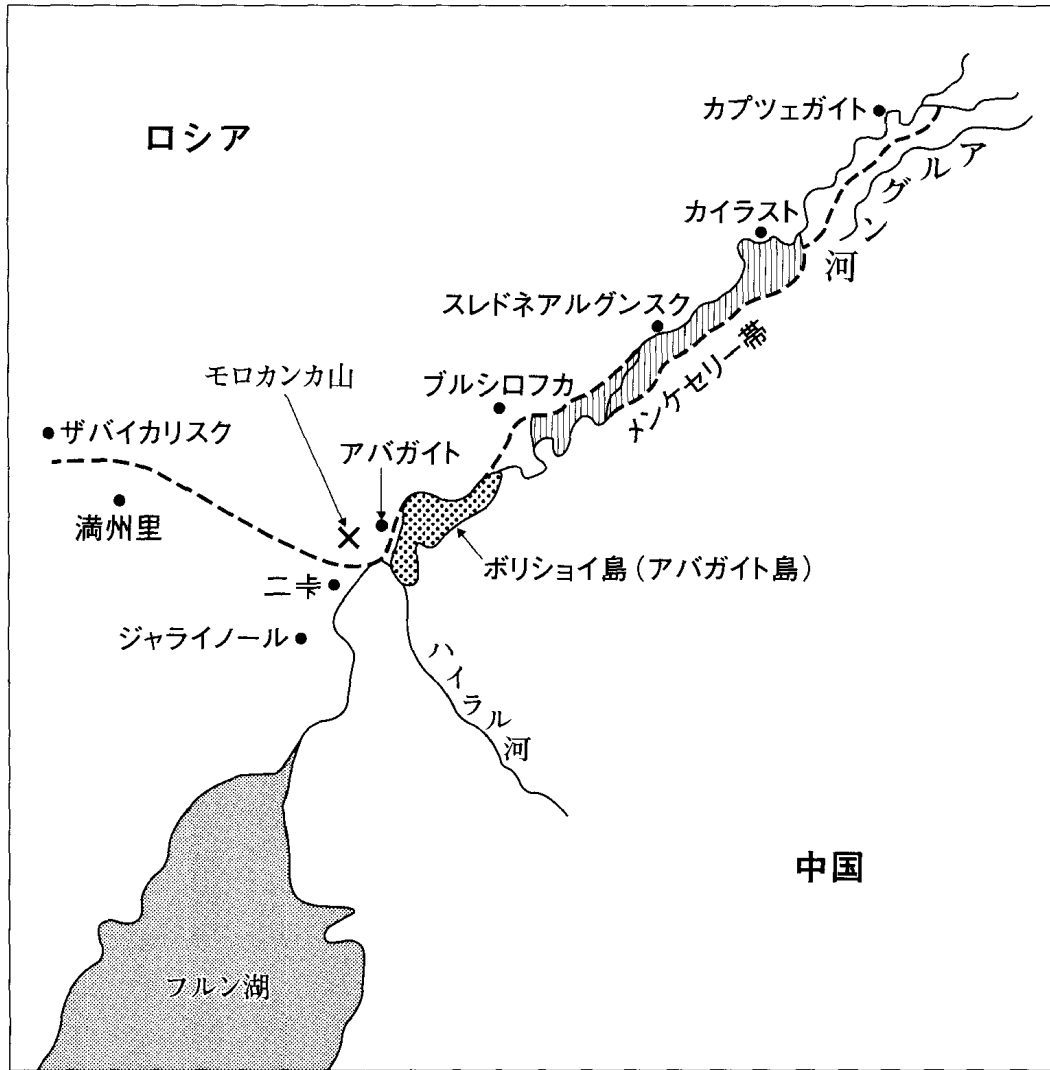 カプツェガイト
ロシア
アルグン河
カイラスト
スレドネアルグンスク
メンケセリー帯
モロカンカ山
ブルシロフカ
ザバイカリスク
アバガイト
満州里
ボリショイ島(アバガイト島)
二卡
ジャライノール
ハイラル河
中国
フルン湖